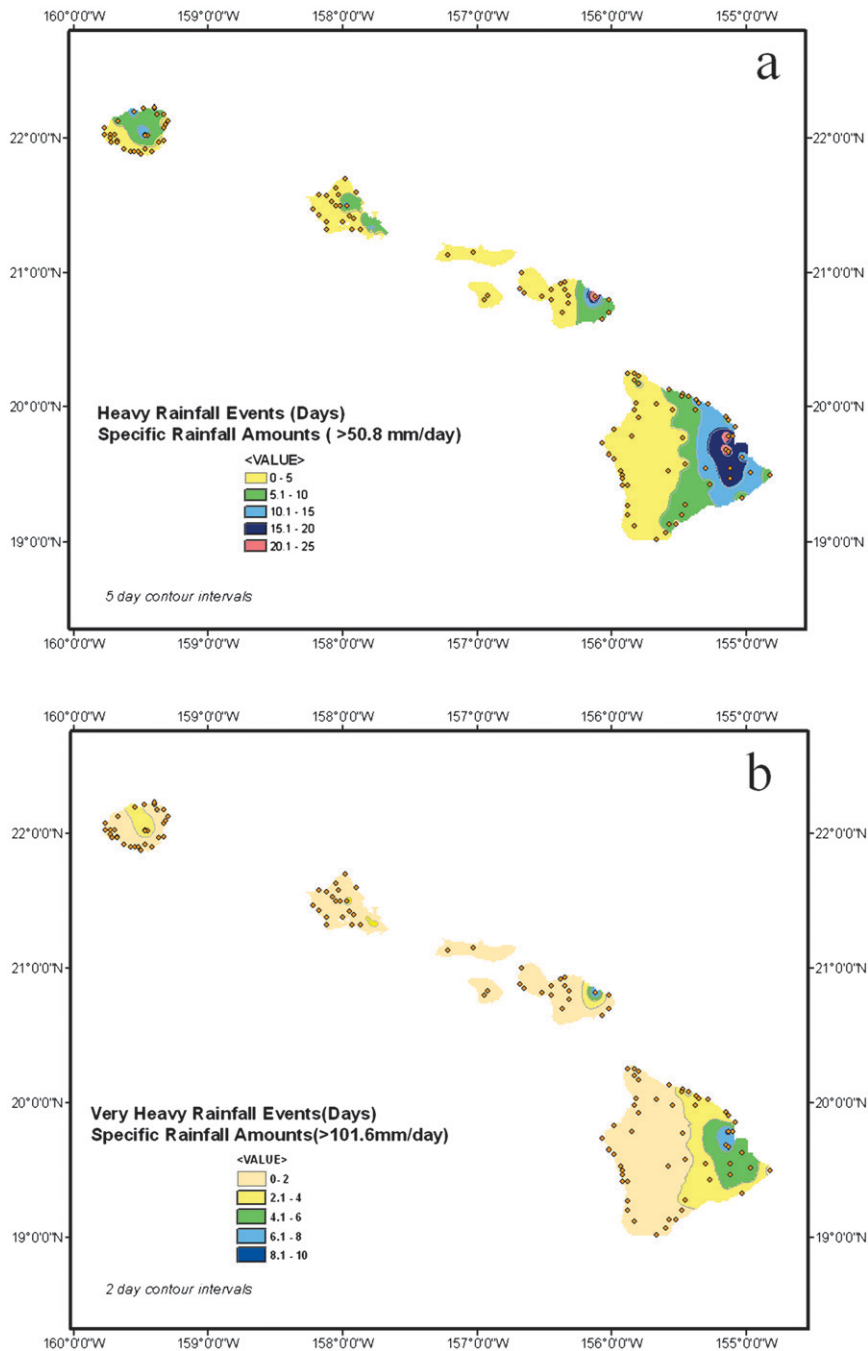 160°0'0"W 159°0'0"W 158°0'0"W 157°0'0"W 156°0'0"W 155°0'0"W
a
22°0'0"N 22°0'0"N
21°0'0"N 21°0'0"N
20°0'0"N 20°0'0"N
Heavy Rainfall Events (Days)
Specific Rainfall Amounts ( >50.8 mm/day)
<VALUE>
0 - 5
5.1 - 10
10.1 - 15
15.1 - 20
20.1 - 25
19°0'0"N 19°0'0"N
5 day contour intervals
160°0'0"W 159°0'0"W 158°0'0"W 157°0'0"W 156°0'0"W 155°0'0"W
160°0'0"W 159°0'0"W 158°0'0"W 157°0'0"W 156°0'0"W 155°0'0"W
b
22°0'0"N 22°0'0"N
21°0'0"N 21°0'0"N
20°0'0"N 20°0'0"N
Very Heavy Rainfall Events(Days)
Specific Rainfall Amounts(>101.6mm/day)
<VALUE>
0- 2
2.1 - 4
4.1 - 6
6.1 - 8
8.1 - 10
19°0'0"N 19°0'0"N
2 day contour intervals
160°0'0"W 159°0'0"W 158°0'0"W 157°0'0"W 156°0'0"W 155°0'0"W